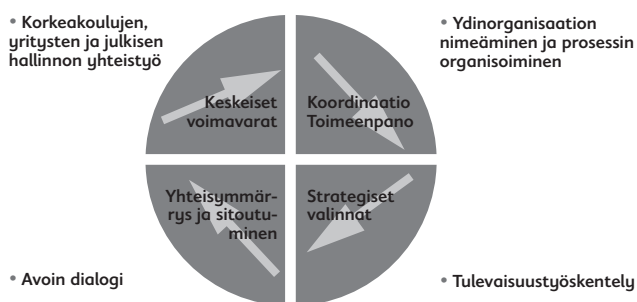 • Korkeakoulujen,
yritysten ja julkisen
hallinnon yhteistyö
• Ydinorganisaation
nimeäminen ja prosessin
organisoiminen
Keskeiset
voimavarat
Koordinaatio
Toimeenpano
Yhteisymmär-
rys ja sitoutu-
minen
Strategiset
valinnat
• Avoin dialogi
• Tulevaisuustyöskentely